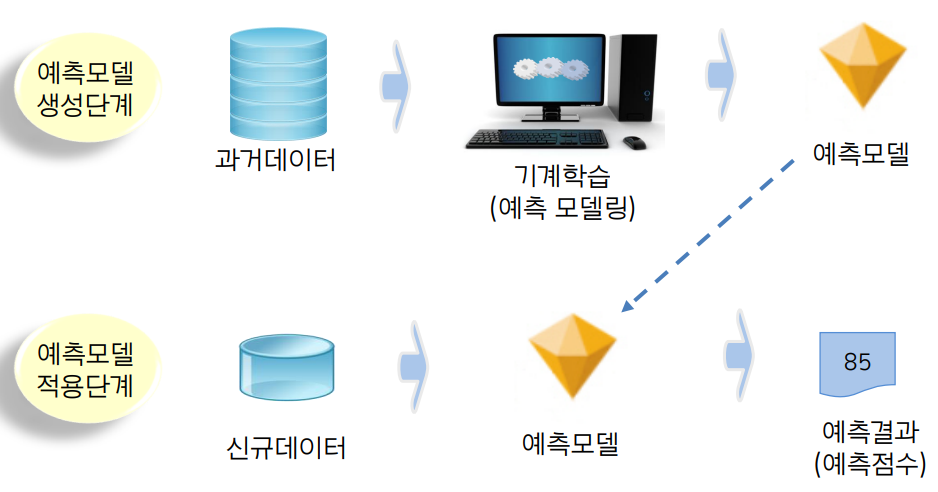 예측모델
생성단계
과거데이터
기계학습
(예측 모델링)
예측모델
예측모델
적용단계
신규데이터
예측모델
85
예측결과
(예측점수)